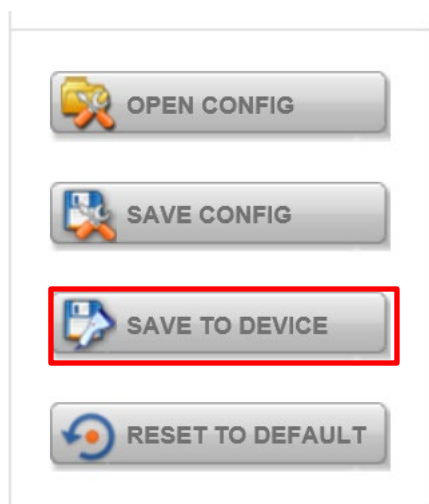 OPEN CONFIG
SAVE CONFIG
SAVE TO DEVICE
RESET TO DEFAULT